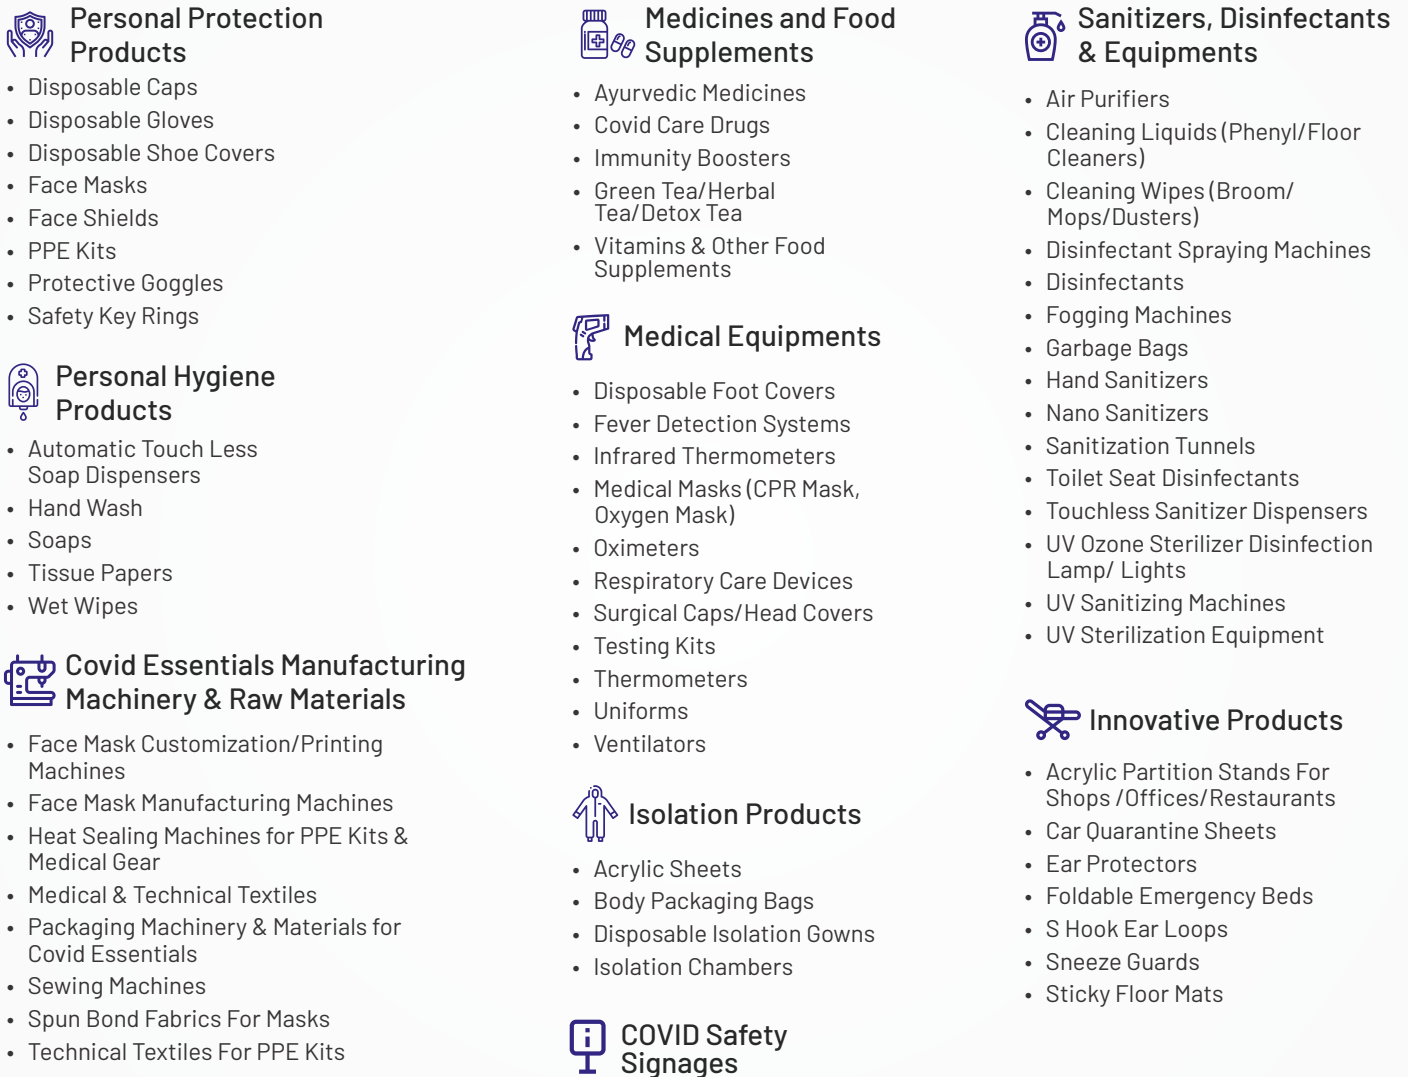 Personal Protection
Products
• Disposable Caps
• Disposable Gloves
• Disposable Shoe Covers
• Face Masks
• Face Shields
• PPE Kits
• Protective Goggles
• Safety Key Rings
Personal Hygiene
Products
• Automatic Touch Less
Soap Dispensers
• Hand Wash
• Soaps
• Tissue Papers
• Wet Wipes
Covid Essentials Manufacturing
Machinery & Raw Materials
• Face Mask Customization/Printing
Machines
• Face Mask Manufacturing Machines
• Heat Sealing Machines for PPE Kits &
Medical Gear
• Medical & Technical Textiles
• Packaging Machinery & Materials for
Covid Essentials
• Sewing Machines
• Spun Bond Fabrics For Masks
• Technical Textiles For PPE Kits
Medicines and Food
Supplements
• Ayurvedic Medicines
• Covid Care Drugs
• Immunity Boosters
• Green Tea/Herbal
Tea/Detox Tea
• Vitamins & Other Food
Supplements
Medical Equipments
• Disposable Foot Covers
• Fever Detection Systems
• Infrared Thermometers
• Medical Masks (CPR Mask,
Oxygen Mask)
• Oximeters
• Respiratory Care Devices
• Surgical Caps/Head Covers
• Testing Kits
• Thermometers
• Uniforms
• Ventilators
Isolation Products
• Acrylic Sheets
• Body Packaging Bags
• Disposable Isolation Gowns
• Isolation Chambers
COVID Safety
Signages
Sanitizers, Disinfectants
& Equipments
• Air Purifiers
• Cleaning Liquids (Phenyl/Floor
Cleaners)
• Cleaning Wipes (Broom/
Mops/Dusters)
• Disinfectant Spraying Machines
• Disinfectants
• Fogging Machines
• Garbage Bags
• Hand Sanitizers
• Nano Sanitizers
• Sanitization Tunnels
• Toilet Seat Disinfectants
• Touchless Sanitizer Dispensers
• UV Ozone Sterilizer Disinfection
Lamp/ Lights
• UV Sanitizing Machines
• UV Sterilization Equipment
Innovative Products
• Acrylic Partition Stands For
Shops /Offices/Restaurants
• Car Quarantine Sheets
• Ear Protectors
• Foldable Emergency Beds
• S Hook Ear Loops
• Sneeze Guards
• Sticky Floor Mats